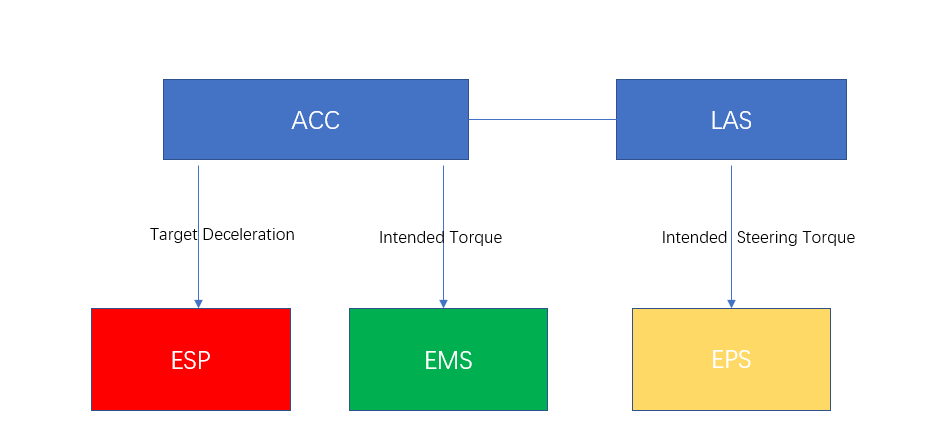 ACC
LAS
Target Deceleration
Intended Torque
Intended Steering Torque
ESP
EMS
EPS